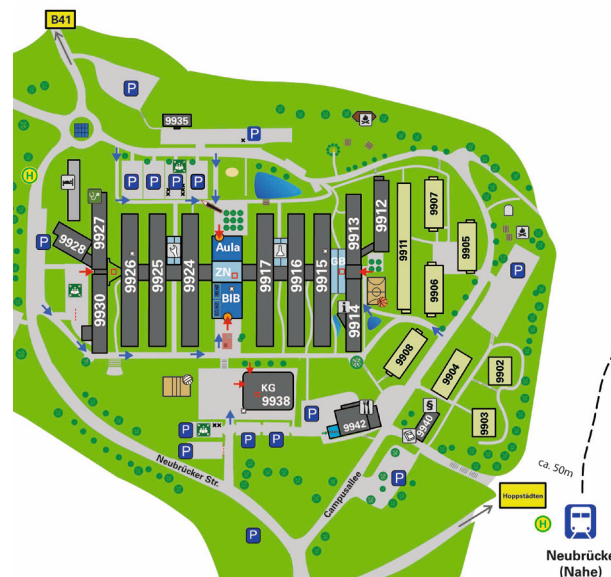 B41
P
9935
P
H
P
P
P
P
9927
9928
P
9930
9926
9925
9924
Aula
ZN
BIB
9917
9916
9915
GB
9913
9912
9914
i
9911
9907
9905
9906
P
9908
9904
9902
9903
KG
9938
P
9942
§
9940
P
P
P
P
P
P
P
Neubrücker Str.
Campusallee
ca. 50m
Hoppstädten
H
Neubrücke
(Nahe)